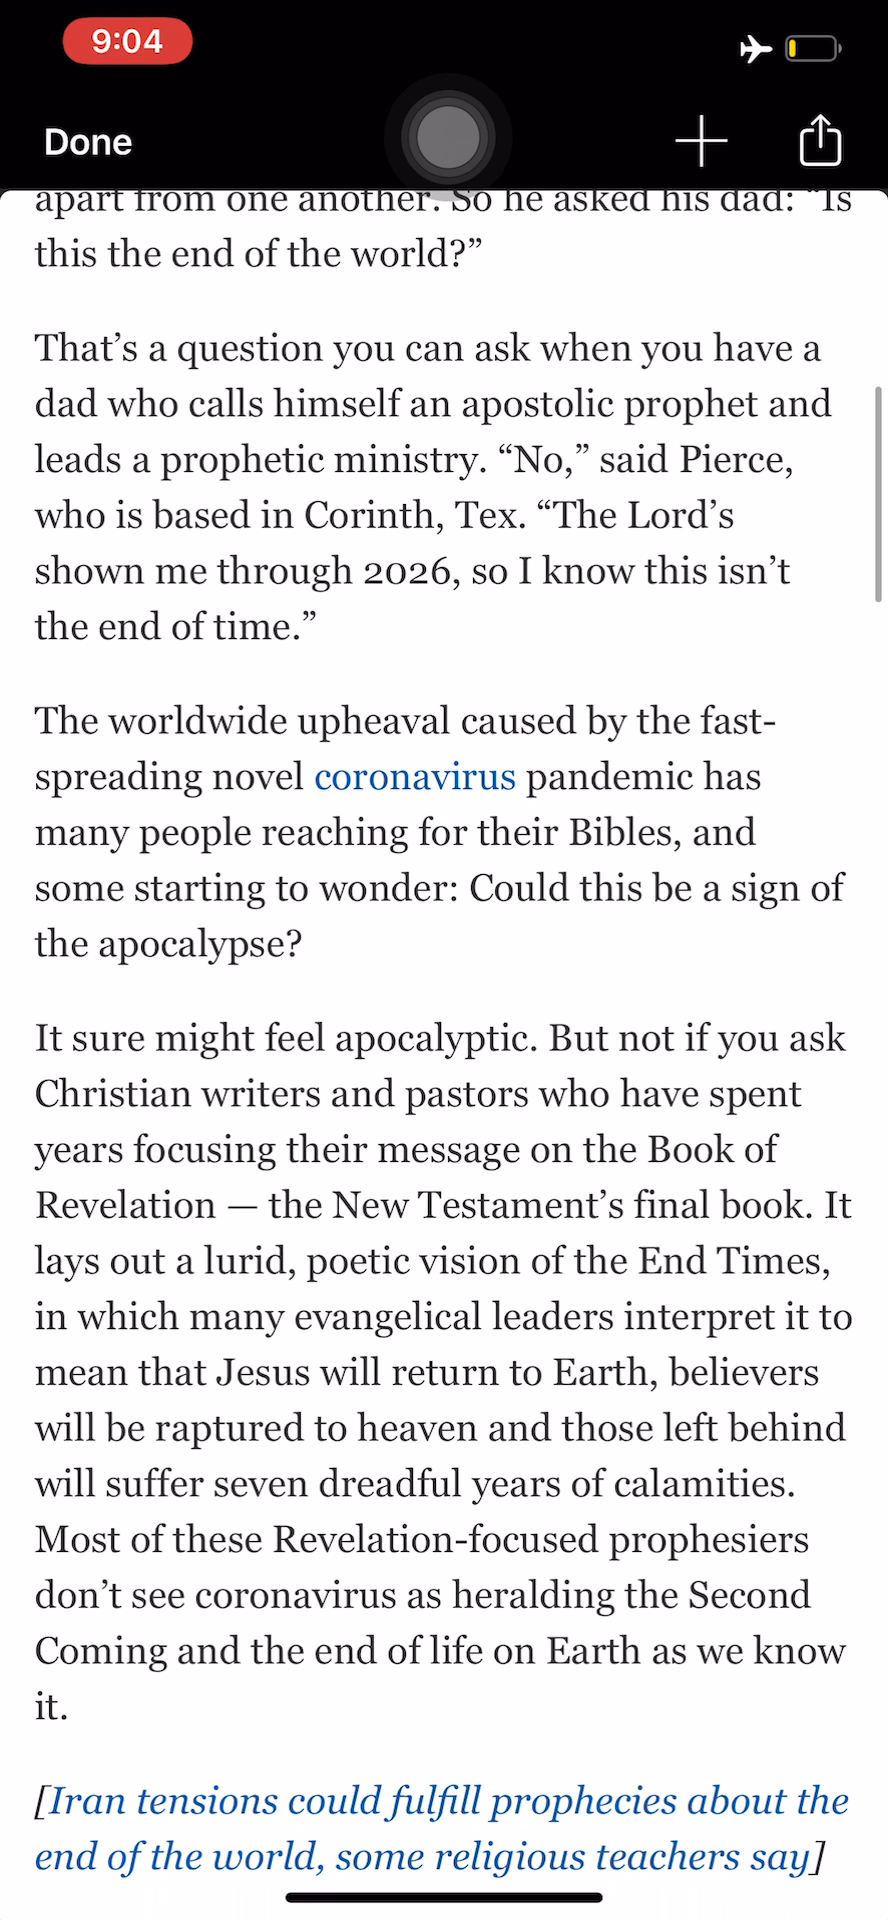 9:04
Done
apart from one another. So he asked his dad: “Is
this the end of the world?”
That’s a question you can ask when you have a
dad who calls himself an apostolic prophet and
leads a prophetic ministry. “No,” said Pierce,
who is based in Corinth, Tex. “The Lord’s
shown me through 2026, so I know this isn’t
the end of time.”
The worldwide upheaval caused by the fast-
spreading novel coronavirus pandemic has
many people reaching for their Bibles, and
some starting to wonder: Could this be a sign of
the apocalypse?
It sure might feel apocalyptic. But not if you ask
Christian writers and pastors who have spent
years focusing their message on the Book of
Revelation — the New Testament’s final book. It
lays out a lurid, poetic vision of the End Times,
in which many evangelical leaders interpret it to
mean that Jesus will return to Earth, believers
will be raptured to heaven and those left behind
will suffer seven dreadful years of calamities.
Most of these Revelation-focused prophesiers
don’t see coronavirus as heralding the Second
Coming and the end of life on Earth as we know
it.
[Iran tensions could fulfill prophecies about the
end of the world, some religious teachers say]